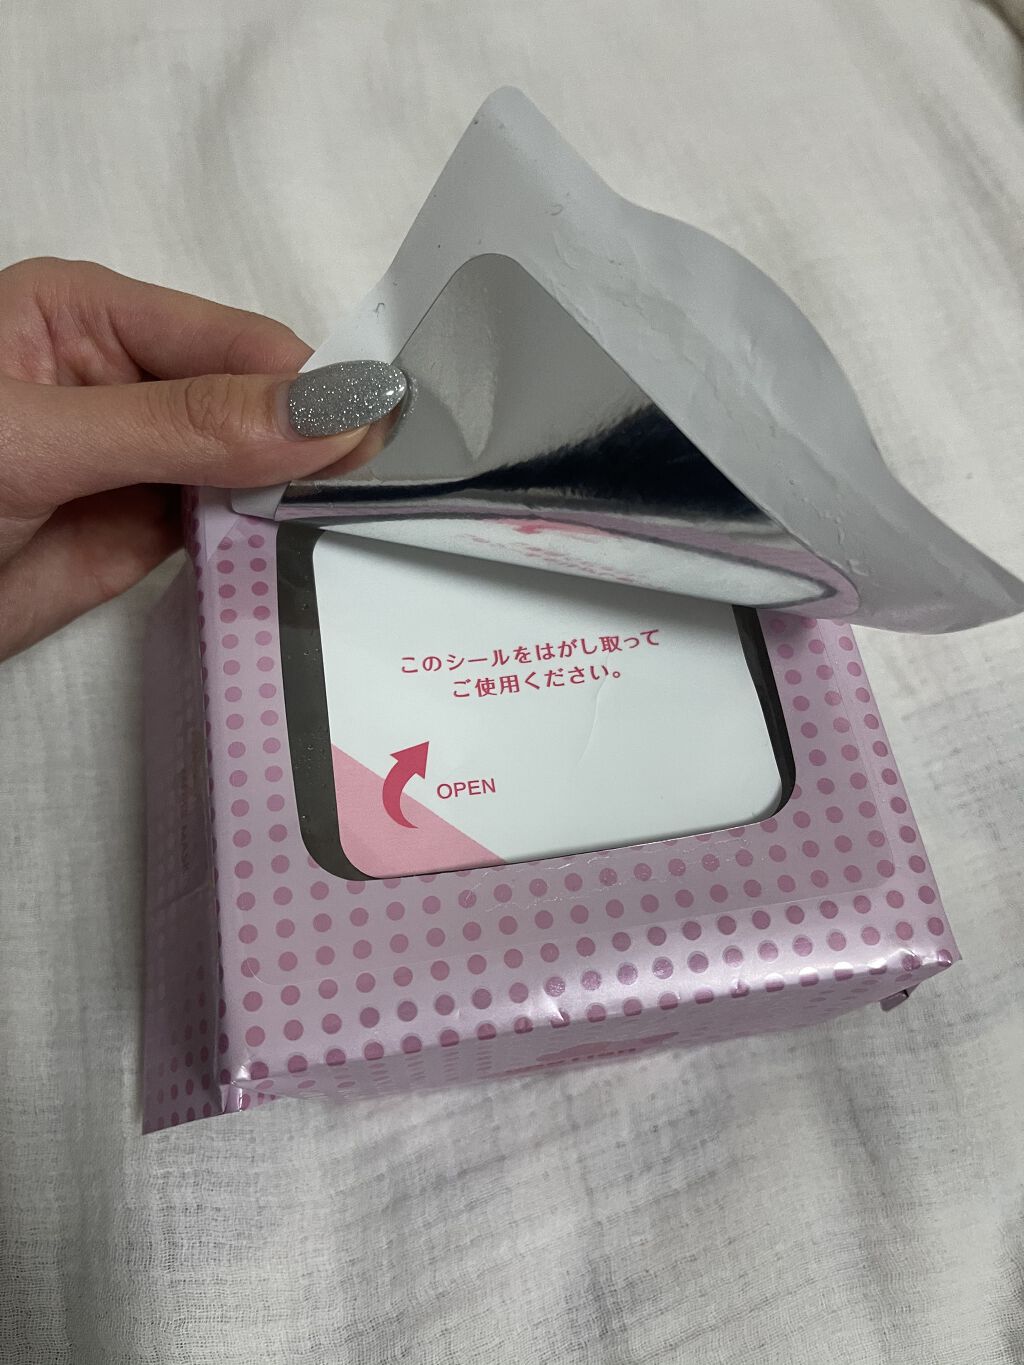 このシールをはがし取って
ご使用ください。
OPEN